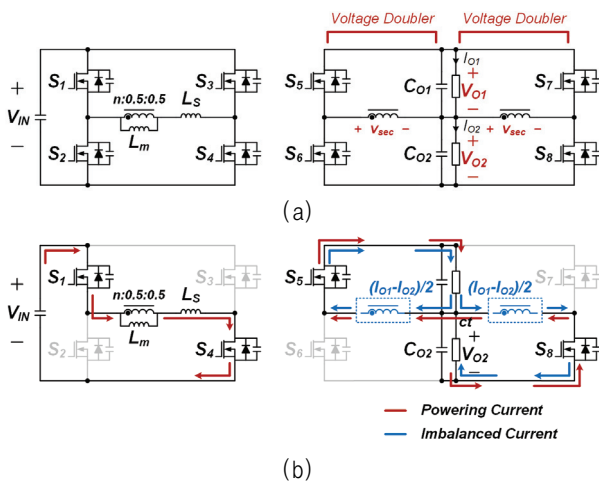 Voltage Doubler Voltage Doubler
(a)
S1 S3 S5 IO1 S7
n:0.5:0.5 LS CO1 + VO1 −
+ VIN − Lm + vsec − IO2 + vsec −
S2 S4 S6 CO2 + VO2 − S8
(a)
S1 S3 S5 (IO1-IO2)/2 (IO1-IO2)/2 S7
n:0.5:0.5 LS
+ VIN − Lm ct
S2 S4 S6 CO2 + VO2 − S8
Powering Current
Imbalanced Current
(b)